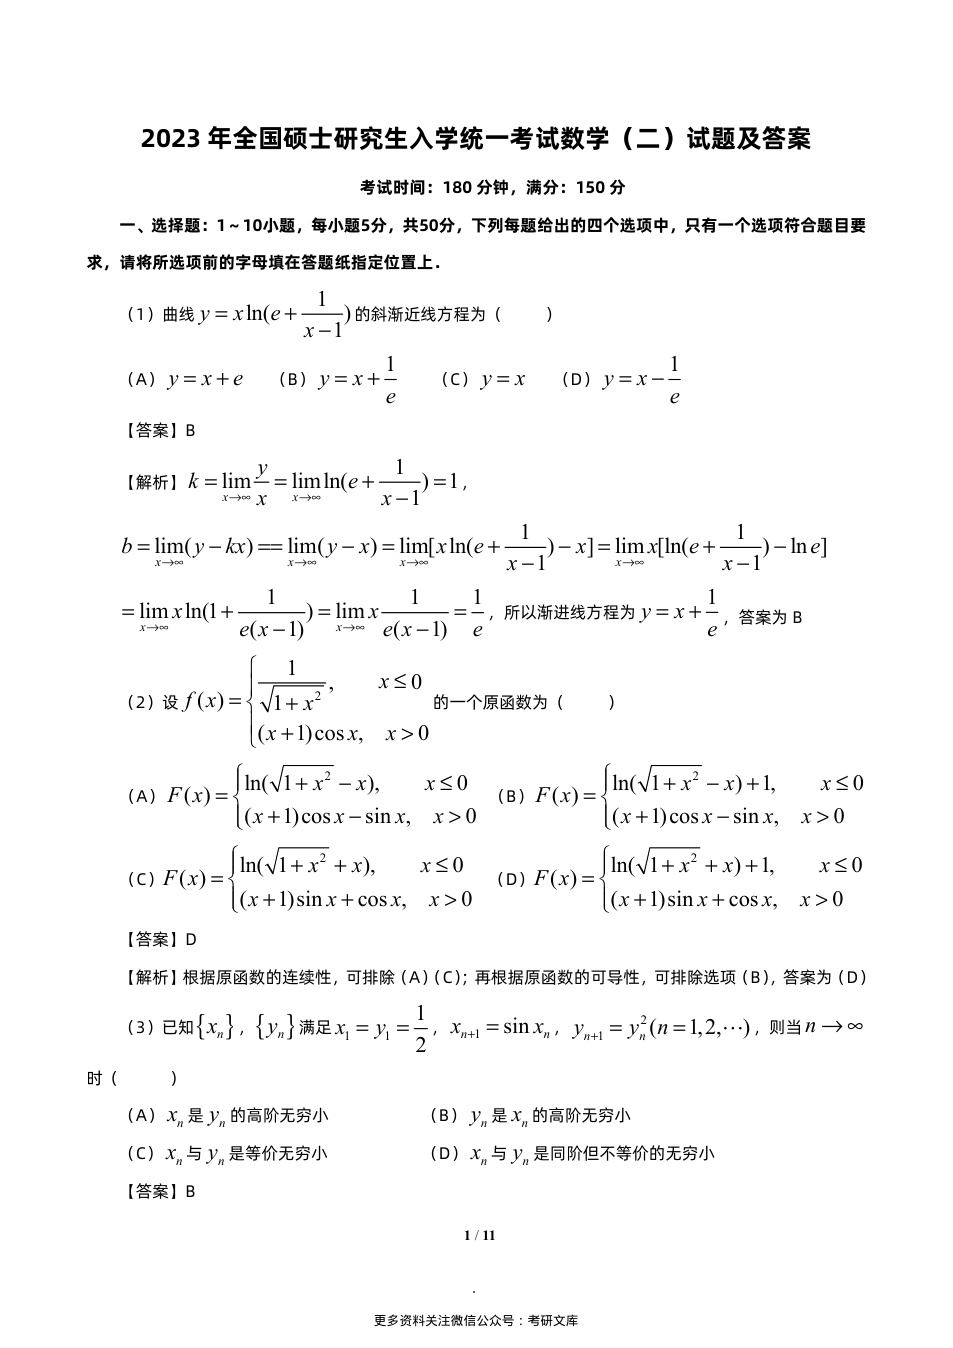 2023 年全国硕士研究生入学统一考试数学（二）试题及答案
考试时间：180 分钟，满分：150 分
一、选择题：1～10小题，每小题5分，共50分，下列每题给出的四个选项中，只有一个选项符合题目要
求，请将所选项前的字母填在答题纸指定位置上．
（1）曲线 y = x ln(e + 1/(x−1)) 的斜渐近线方程为（ ）
（A）y = x + e （B）y = x + 1/e （C）y = x （D）y = x − 1/e
【答案】B
【解析】k = lim_{x→∞} y/x = lim_{x→∞} ln(e + 1/(x−1)) = 1，
b = lim_{x→∞}(y − kx) == lim_{x→∞}(y − x) = lim_{x→∞}[x ln(e + 1/(x−1)) − x] = lim_{x→∞} x[ln(e + 1/(x−1)) − ln e]
= lim_{x→∞} x ln(1 + 1/(e(x−1))) = lim_{x→∞} x 1/(e(x−1)) = 1/e，所以渐进线方程为 y = x + 1/e，答案为 B
（2）设 f(x) = { 1/√(1+x²), x ≤ 0; (x+1)cos x, x > 0 的一个原函数为（ ）
（A）F(x) = { ln(√(1+x²) − x), x ≤ 0; (x+1)cos x − sin x, x > 0 （B）F(x) = { ln(√(1+x²) − x) + 1, x ≤ 0; (x+1)cos x − sin x, x > 0
（C）F(x) = { ln(√(1+x²) + x), x ≤ 0; (x+1)sin x + cos x, x > 0 （D）F(x) = { ln(√(1+x²) + x) + 1, x ≤ 0; (x+1)sin x + cos x, x > 0
【答案】D
【解析】根据原函数的连续性，可排除（A）（C）；再根据原函数的可导性，可排除选项（B），答案为（D）
（3）已知{x_n}，{y_n}满足 x₁ = y₁ = 1/2，x_{n+1} = sin x_n，y_{n+1} = y_n²(n = 1,2,⋯)，则当 n → ∞
时（ ）
（A）x_n 是 y_n 的高阶无穷小 （B）y_n 是 x_n 的高阶无穷小
（C）x_n 与 y_n 是等价无穷小 （D）x_n 与 y_n 是同阶但不等价的无穷小
【答案】B
1 / 11
.
更多资料关注微信公众号：考研文库